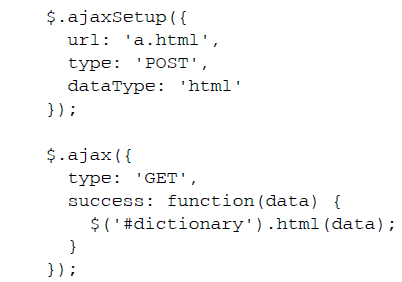 $.ajaxSetup({
  url: 'a.html',
  type: 'POST',
  dataType: 'html'
});

$.ajax({
  type: 'GET',
  success: function(data) {
    $('#dictionary').html(data);
  }
});